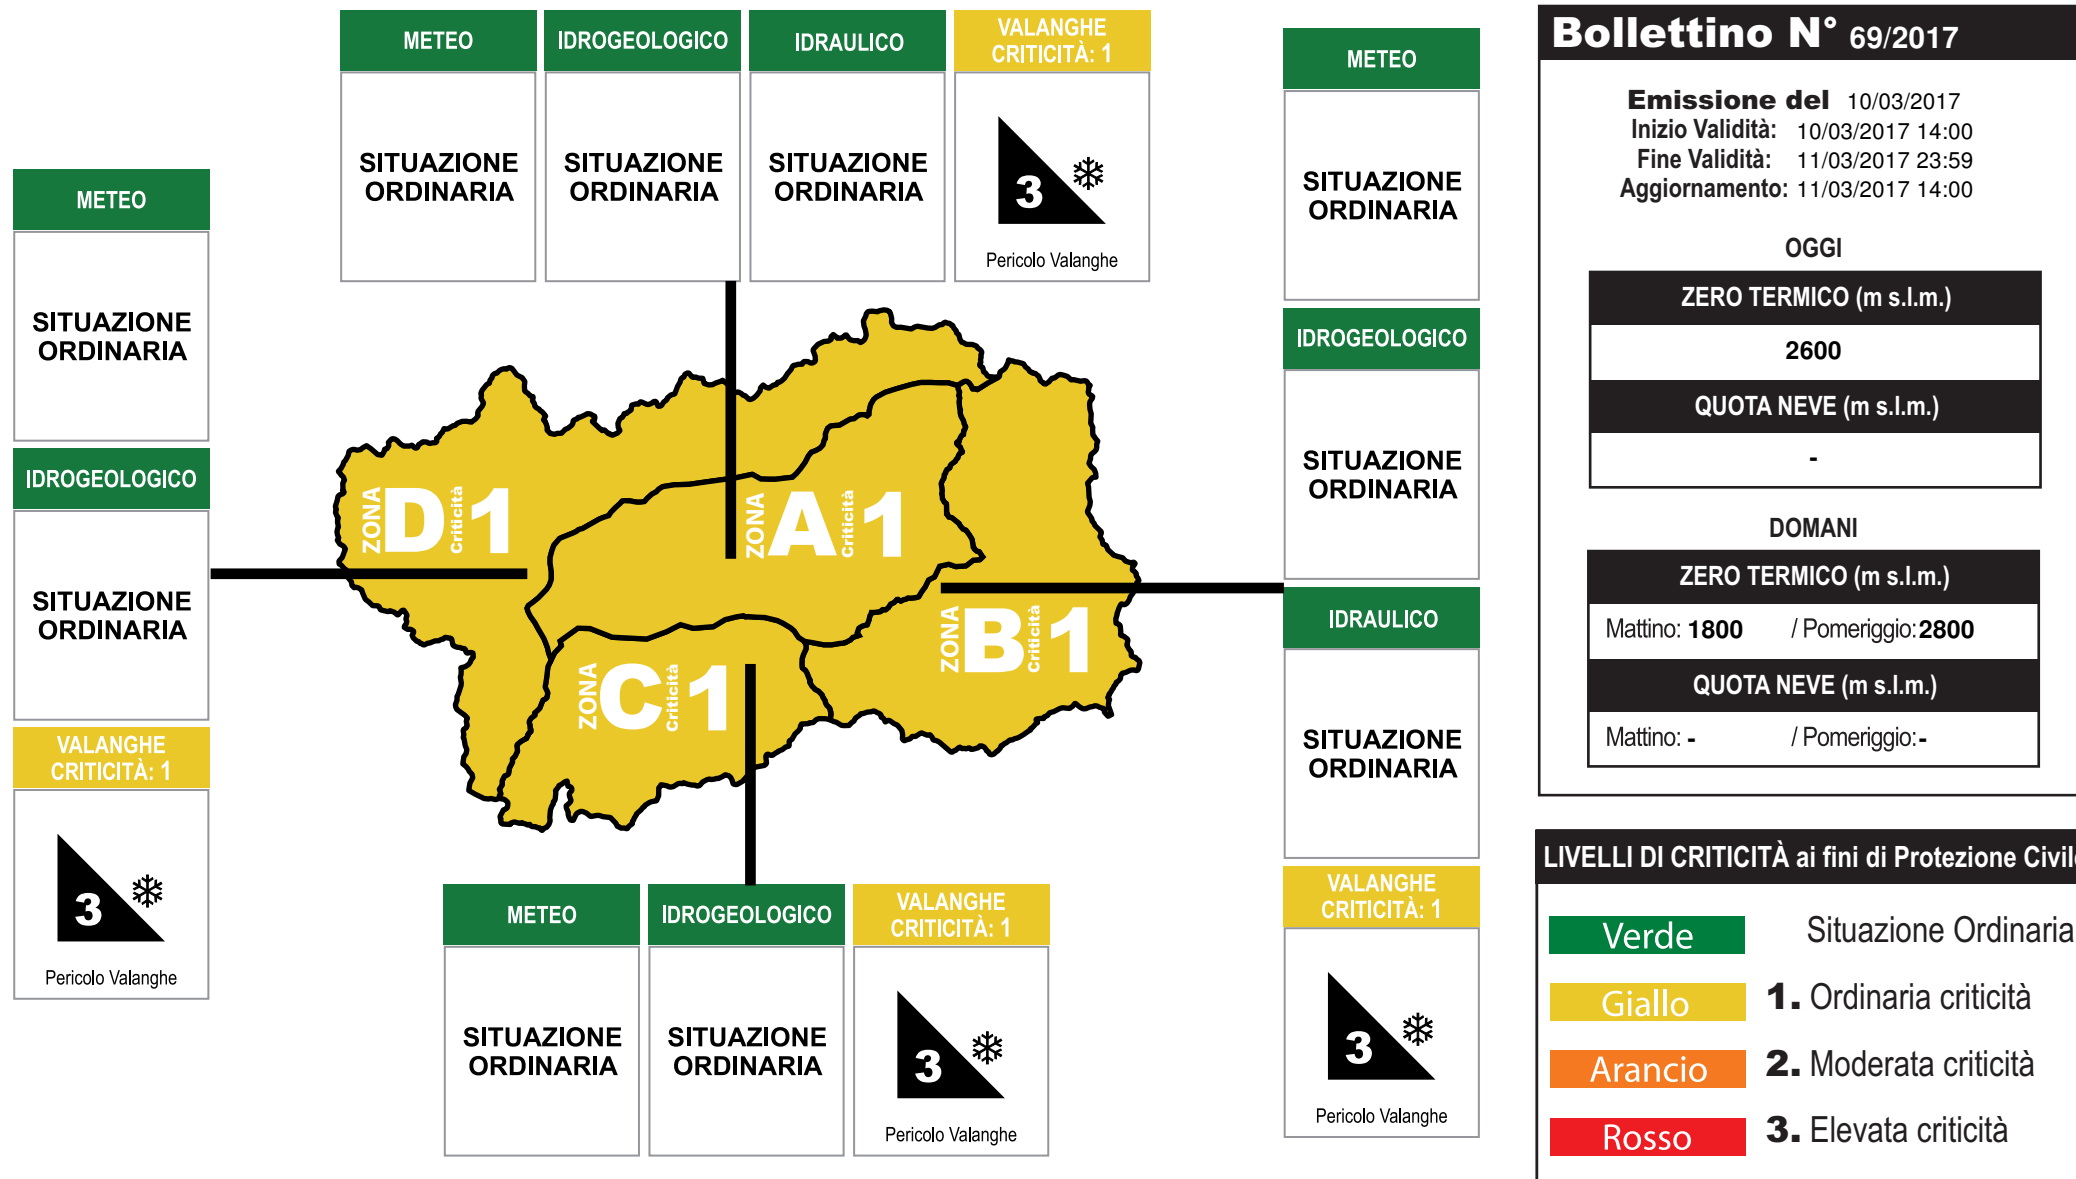 METEO
SITUAZIONE
ORDINARIA
IDROGEOLOGICO
SITUAZIONE
ORDINARIA
IDRAULICO
SITUAZIONE
ORDINARIA
VALANGHE
CRITICITÀ: 1
3
Pericolo Valanghe
METEO
SITUAZIONE
ORDINARIA
IDROGEOLOGICO
SITUAZIONE
ORDINARIA
VALANGHE
CRITICITÀ: 1
3
Pericolo Valanghe
ZONA D Criticità 1
ZONA A Criticità 1
ZONA B Criticità 1
ZONA C Criticità 1
METEO
SITUAZIONE
ORDINARIA
IDROGEOLOGICO
SITUAZIONE
ORDINARIA
VALANGHE
CRITICITÀ: 1
3
Pericolo Valanghe
METEO
SITUAZIONE
ORDINARIA
IDROGEOLOGICO
SITUAZIONE
ORDINARIA
IDRAULICO
SITUAZIONE
ORDINARIA
VALANGHE
CRITICITÀ: 1
3
Pericolo Valanghe
Bollettino N° 69/2017
Emissione del 10/03/2017
Inizio Validità: 10/03/2017 14:00
Fine Validità: 11/03/2017 23:59
Aggiornamento: 11/03/2017 14:00
OGGI
ZERO TERMICO (m s.l.m.)
2600
QUOTA NEVE (m s.l.m.)
-
DOMANI
ZERO TERMICO (m s.l.m.)
Mattino: 1800 / Pomeriggio: 2800
QUOTA NEVE (m s.l.m.)
Mattino: - / Pomeriggio: -
LIVELLI DI CRITICITÀ ai fini di Protezione Civile
Verde Situazione Ordinaria
Giallo 1. Ordinaria criticità
Arancio 2. Moderata criticità
Rosso 3. Elevata criticità